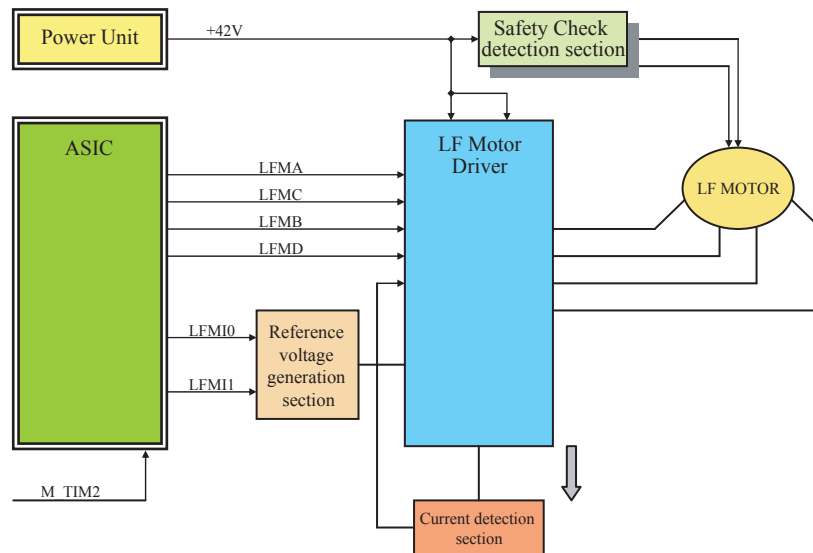 Power Unit
+42V
Safety Check
detection section
ASIC
LF Motor
Driver
LF MOTOR
LFMA
LFMC
LFMB
LFMD
LFMI0
LFMI1
Reference
voltage
generation
section
M_TIM2
Current detection
section